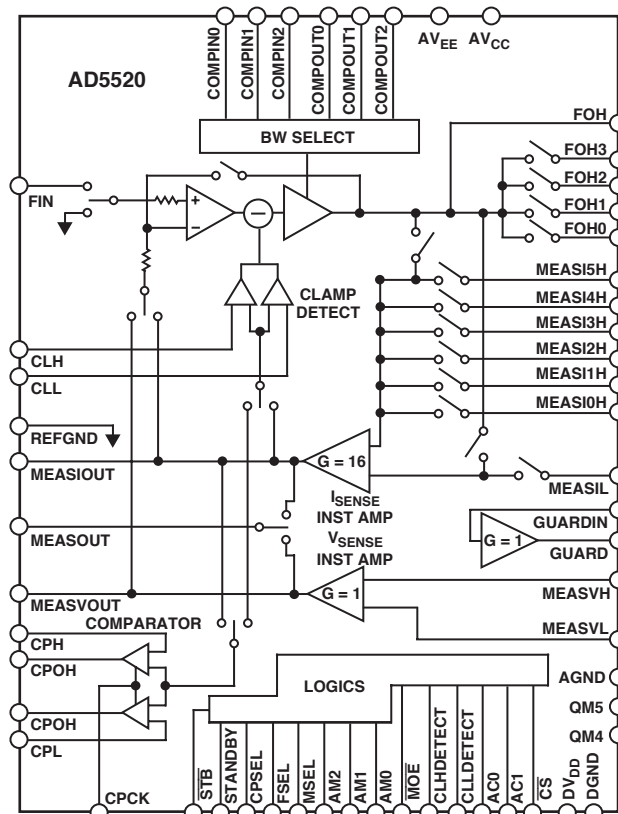 COMPIN0
COMPIN1
COMPIN2
COMPOUT0
COMPOUT1
COMPOUT2
AVEE
AVCC
AD5520
BW SELECT
FOH
FOH3
FOH2
FOH1
FOH0
FIN
+
–
–
CLAMP
DETECT
MEASI5H
MEASI4H
MEASI3H
MEASI2H
MEASI1H
MEASI0H
CLH
CLL
REFGND
MEASIOUT
G = 16
MEASIL
ISENSE
INST AMP
GUARDIN
G = 1
GUARD
MEASOUT
VSENSE
INST AMP
MEASVOUT
G = 1
MEASVH
MEASVL
COMPARATOR
CPH
CPOH
CPOH
CPL
LOGICS
AGND
QM5
QM4
CPCK
STB
STANDBY
CPSEL
FSEL
MSEL
AM2
AM1
AM0
MOE
CLHDETECT
CLLDETECT
AC0
AC1
CS
DVDD
DGND